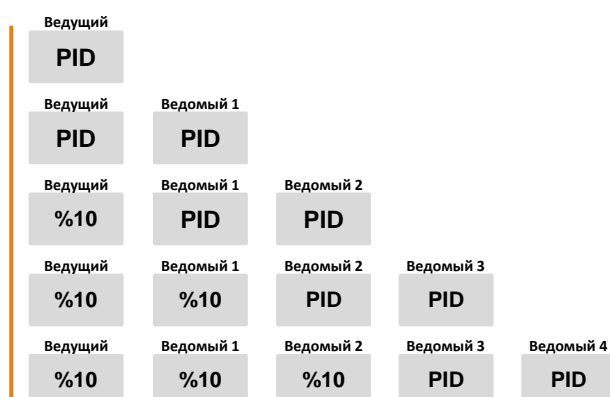 Ведущий
PID
Ведущий Ведомый 1
PID PID
Ведущий Ведомый 1 Ведомый 2
%10 PID PID
Ведущий Ведомый 1 Ведомый 2 Ведомый 3
%10 %10 PID PID
Ведущий Ведомый 1 Ведомый 2 Ведомый 3 Ведомый 4
%10 %10 %10 PID PID